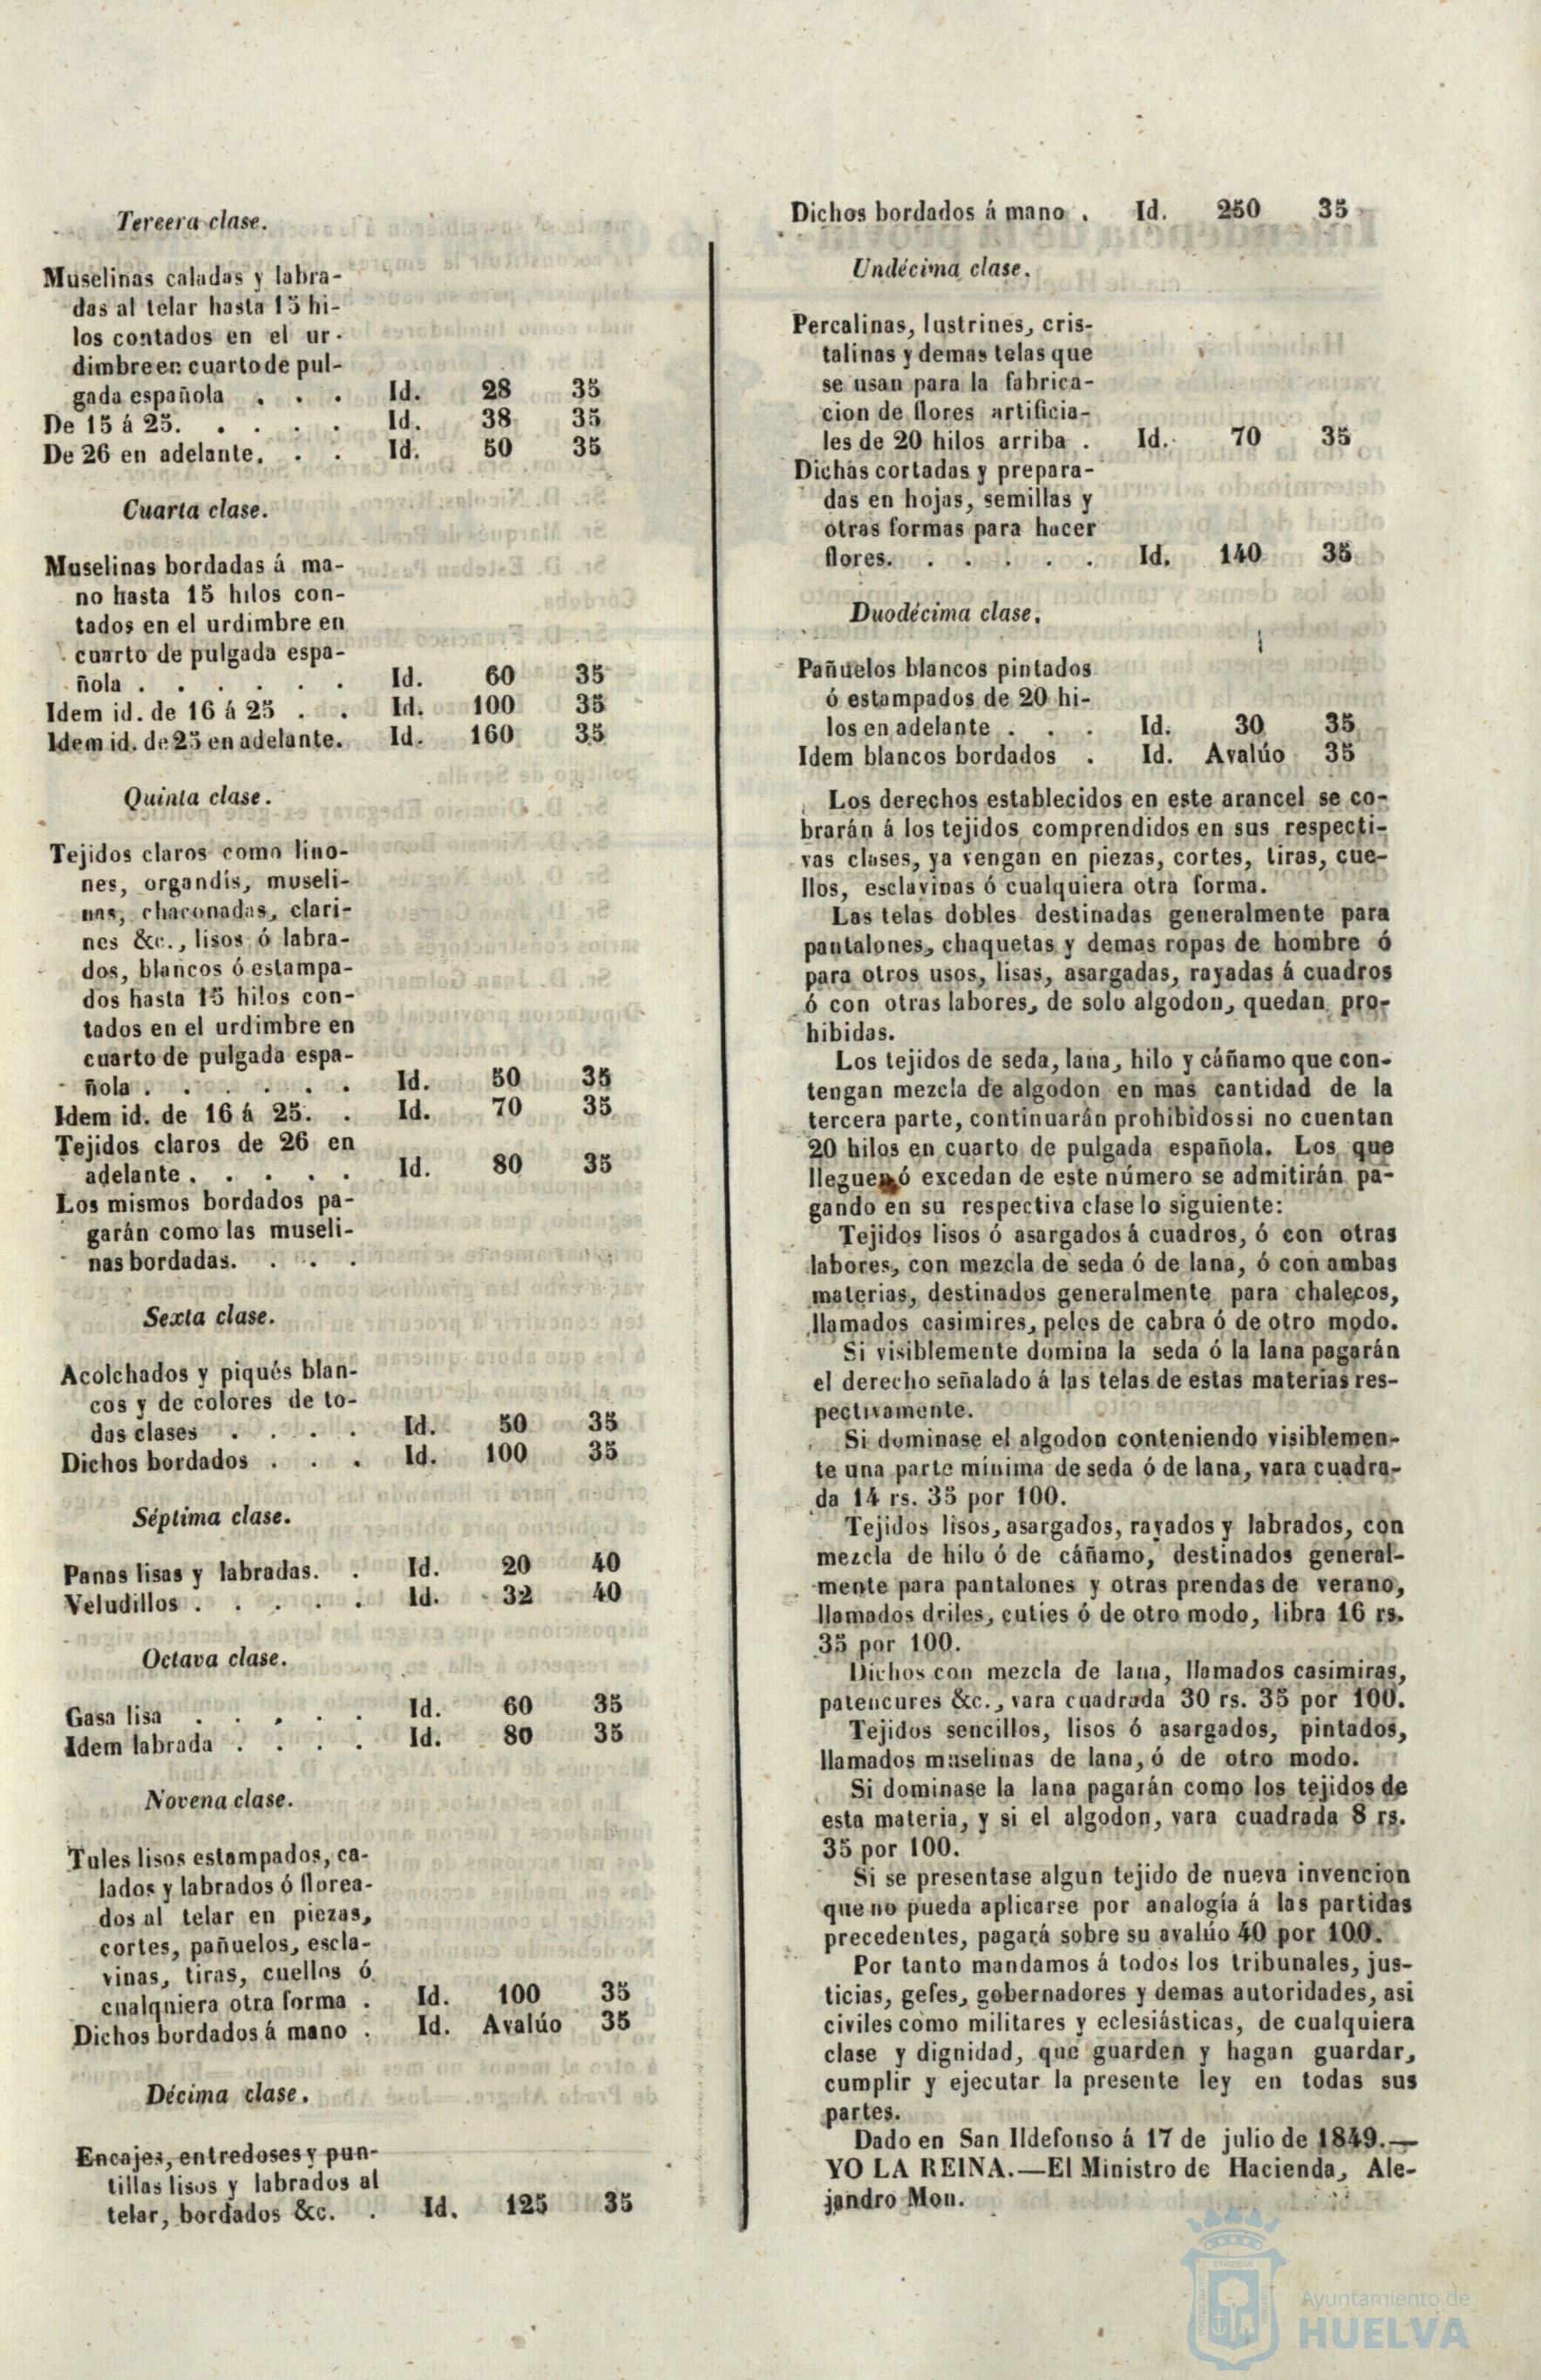 Tercera clase.
Muselinas caladas y labra-
das al telar hasta 15 hi-
los contados en el ur-
dimbre en cuarto de pul-
gada española . . . Id. 28 35
De 15 á 25. . . . . Id. 38 35
De 26 en adelante. . . Id. 50 35
Cuarta clase.
Muselinas bordadas á ma-
no hasta 15 hilos con-
tados en el urdimbre en
cuarto de pulgada espa-
ñola . . . . . . Id. 60 35
Idem id. de 16 á 25 . . Id. 100 35
Idem id. de 25 en adelante. Id. 160 35
Quinta clase.
Tejidos claros como lino-
nes, organdís, museli-
nas, chaconadas, clari-
nes &c., lisos ó labra-
dos, blancos ó estampa-
dos hasta 15 hilos con-
tados en el urdimbre en
cuarto de pulgada espa-
ñola . . . . . . Id. 50 35
Idem id. de 16 á 25. . Id. 70 35
Tejidos claros de 26 en
adelante . . . . . Id. 80 35
Los mismos bordados pa-
garán como las museli-
nas bordadas. . . .
Sexta clase.
Acolchados y piqués blan-
cos y de colores de to-
das clases . . . . Id. 50 35
Dichos bordados . . . Id. 100 35
Séptima clase.
Panas lisas y labradas. . Id. 20 40
Veludillos . . . . . Id. 32 40
Octava clase.
Gasa lisa . . . . . Id. 60 35
Idem labrada . . . . Id. 80 35
Novena clase.
Tules lisos estampados, ca-
lados y labrados ó florea-
dos al telar en piezas,
cortes, pañuelos, escla-
vinas, tiras, cuellos ó
cualquiera otra forma . Id. 100 35
Dichos bordados á mano . Id. Avalúo 35
Décima clase.
Encajes, entredoses y pun-
tillas lisos y labrados al
telar, bordados &c. . Id. 125 35
Dichos bordados á mano . Id. 250 35
Undécima clase.
Percalinas, lustrines, cris-
talinas y demas telas que
se usan para la fabrica-
cion de flores artificia-
les de 20 hilos arriba . Id. 70 35
Dichas cortadas y prepara-
das en hojas, semillas y
otras formas para hacer
flores. . . . . . Id. 140 35
Duodécima clase.
Pañuelos blancos pintados
ó estampados de 20 hi-
los en adelante . . . Id. 30 35
Idem blancos bordados . Id. Avalúo 35
Los derechos establecidos en este arancel se co-
brarán á los tejidos comprendidos en sus respecti-
vas clases, ya vengan en piezas, cortes, tiras, cue-
llos, esclavinas ó cualquiera otra forma.
Las telas dobles destinadas generalmente para
pantalones, chaquetas y demas ropas de hombre ó
para otros usos, lisas, asargadas, rayadas á cuadros
ó con otras labores, de solo algodon, quedan pro-
hibidas.
Los tejidos de seda, lana, hilo y cáñamo que con-
tengan mezcla de algodon en mas cantidad de la
tercera parte, continuarán prohibidos si no cuentan
20 hilos en cuarto de pulgada española. Los que
lleguen ó excedan de este número se admitirán pa-
gando en su respectiva clase lo siguiente:
Tejidos lisos ó asargados á cuadros, ó con otras
labores, con mezcla de seda ó de lana, ó con ambas
materias, destinados generalmente para chalecos,
llamados casimires, pelos de cabra ó de otro modo.
Si visiblemente domina la seda ó la lana pagarán
el derecho señalado á las telas de estas materias res-
pectivamente.
Si dominase el algodon conteniendo visiblemen-
te una parte mínima de seda ó de lana, vara cuadra-
da 14 rs. 35 por 100.
Tejidos lisos, asargados, rayados y labrados, con
mezcla de hilo ó de cáñamo, destinados general-
mente para pantalones y otras prendas de verano,
llamados driles, cuties ó de otro modo, libra 16 rs.
35 por 100.
Dichos con mezcla de lana, llamados casimiras,
patencures &c., vara cuadrada 30 rs. 35 por 100.
Tejidos sencillos, lisos ó asargados, pintados,
llamados muselinas de lana, ó de otro modo.
Si dominase la lana pagarán como los tejidos de
esta materia, y si el algodon, vara cuadrada 8 rs.
35 por 100.
Si se presentase algun tejido de nueva invencion
que no pueda aplicarse por analogía á las partidas
precedentes, pagará sobre su avalúo 40 por 100.
Por tanto mandamos á todos los tribunales, jus-
ticias, gefes, gobernadores y demas autoridades, asi
civiles como militares y eclesiásticas, de cualquiera
clase y dignidad, que guarden y hagan guardar,
cumplir y ejecutar la presente ley en todas sus
partes.
Dado en San Ildefonso á 17 de julio de 1849.—
YO LA REINA.—El Ministro de Hacienda, Ale-
jandro Mon.
Ayuntamiento de
HUELVA